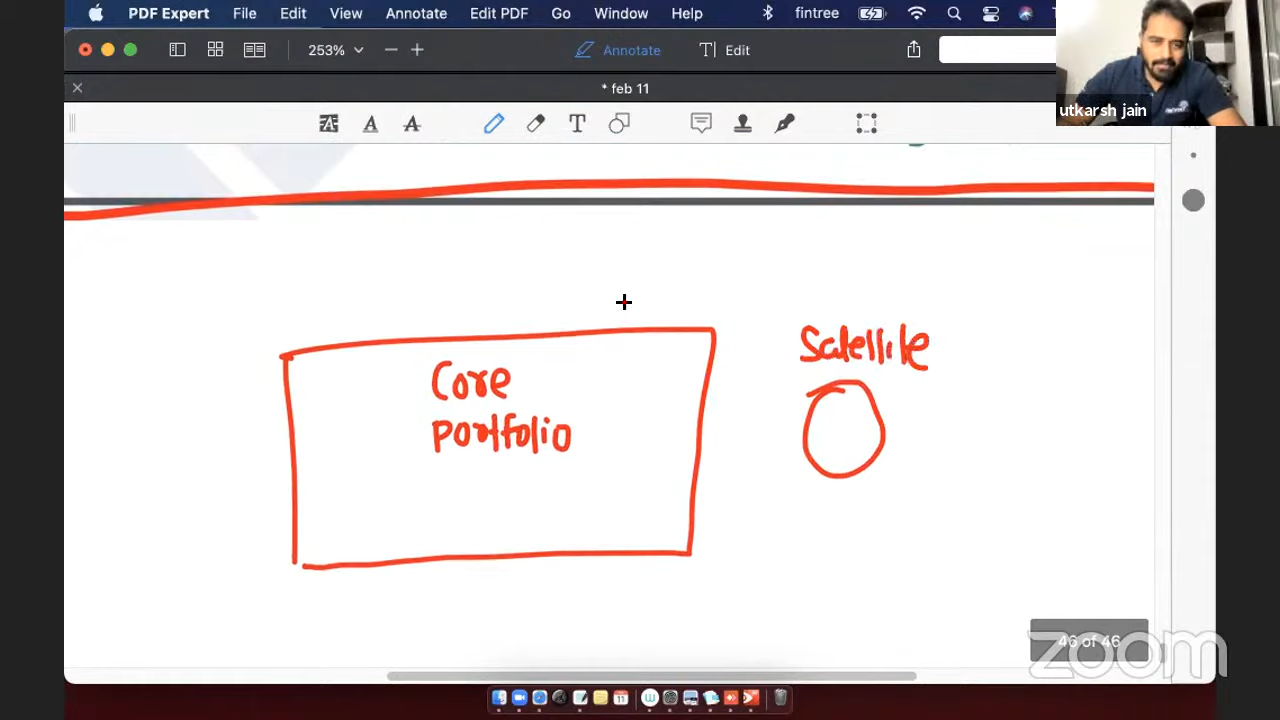 PDF Expert File Edit View Annotate Edit PDF Go Window Help fintree
253% Annotate T Edit
* feb 11
utkarsh jain
Satellite
Core
portfolio
46 of 46
zoom
11